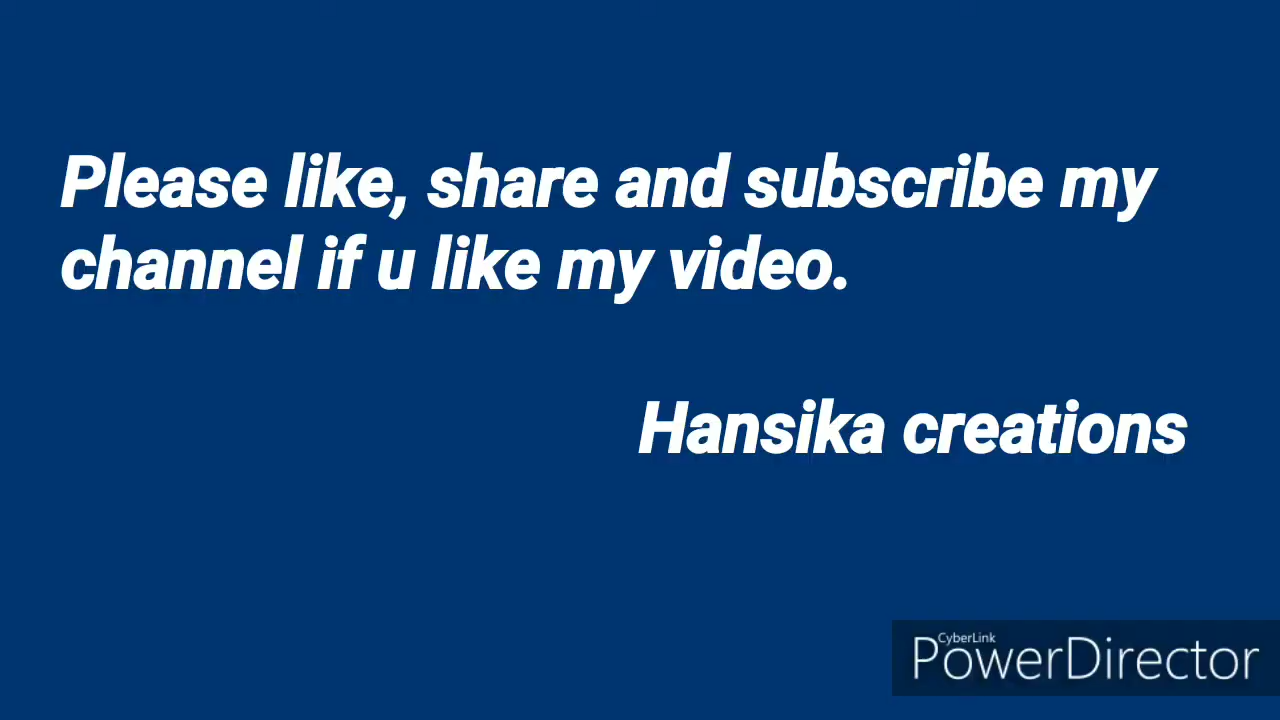 Please like, share and subscribe my
channel if u like my video.
Hansika creations
CyberLink
PowerDirector